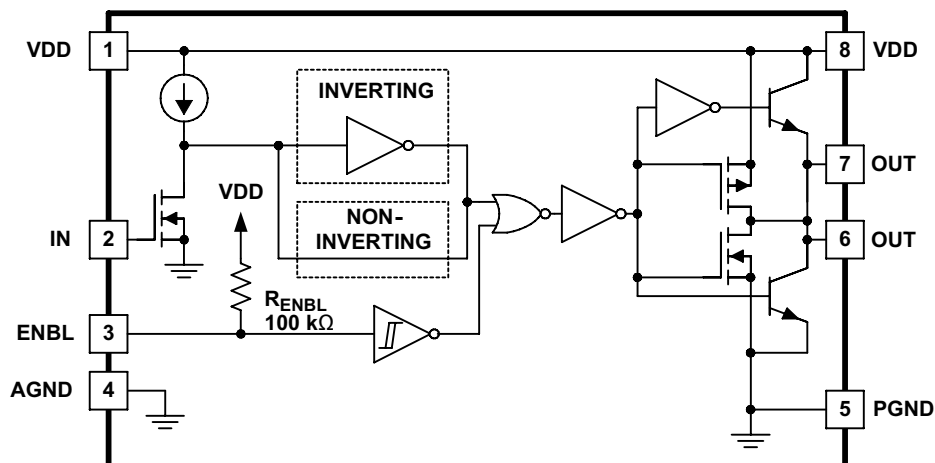 VDD 1
8 VDD
INVERTING
7 OUT
VDD
NON-
INVERTING
IN 2
6 OUT
R_ENBL
100 kΩ
ENBL 3
AGND 4
5 PGND